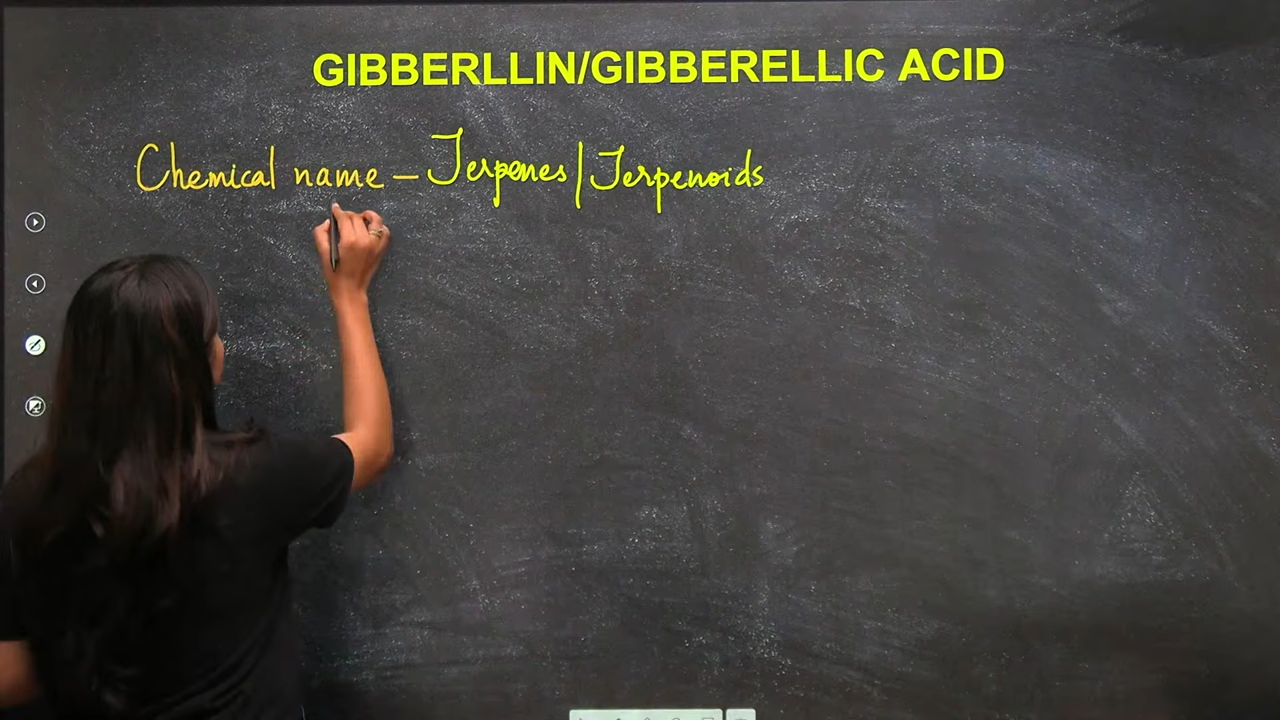 GIBBERLLIN/GIBBERELLIC ACID
Chemical name – Terpenes | Terpenoids